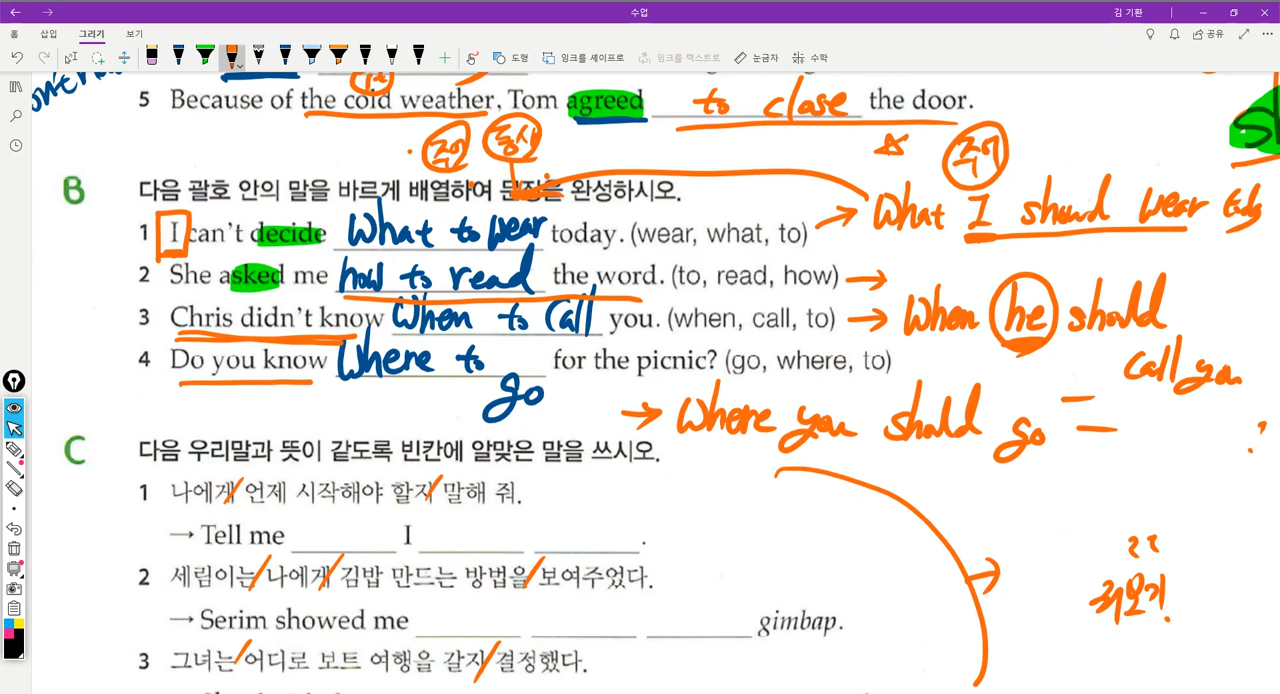 수업
김 기환
홈 삽입 그리기 보기
공유
도형 잉크를 셰이프로 잉크를 텍스트로 눈금자 수학
5 Because of the cold weather, Tom agreed to close the door.
주어 동사 주어
B 다음 괄호 안의 말을 바르게 배열하여 문장을 완성하시오.
What I should wear
1 I can't decide What to wear today. (wear, what, to)
2 She asked me how to read the word. (to, read, how)
3 Chris didn't know When to call you. (when, call, to)
When he should call you
4 Do you know Where to go for the picnic? (go, where, to)
Where you should go
C 다음 우리말과 뜻이 같도록 빈칸에 알맞은 말을 쓰시오.
1 나에게 언제 시작해야 할지 말해 줘.
→ Tell me ______ I ______ ______.
2 세림이는 나에게 김밥 만드는 방법을 보여주었다.
→ Serim showed me ______ ______ ______ gimbap.
3 그녀는 어디로 보트 여행을 갈지 결정했다.